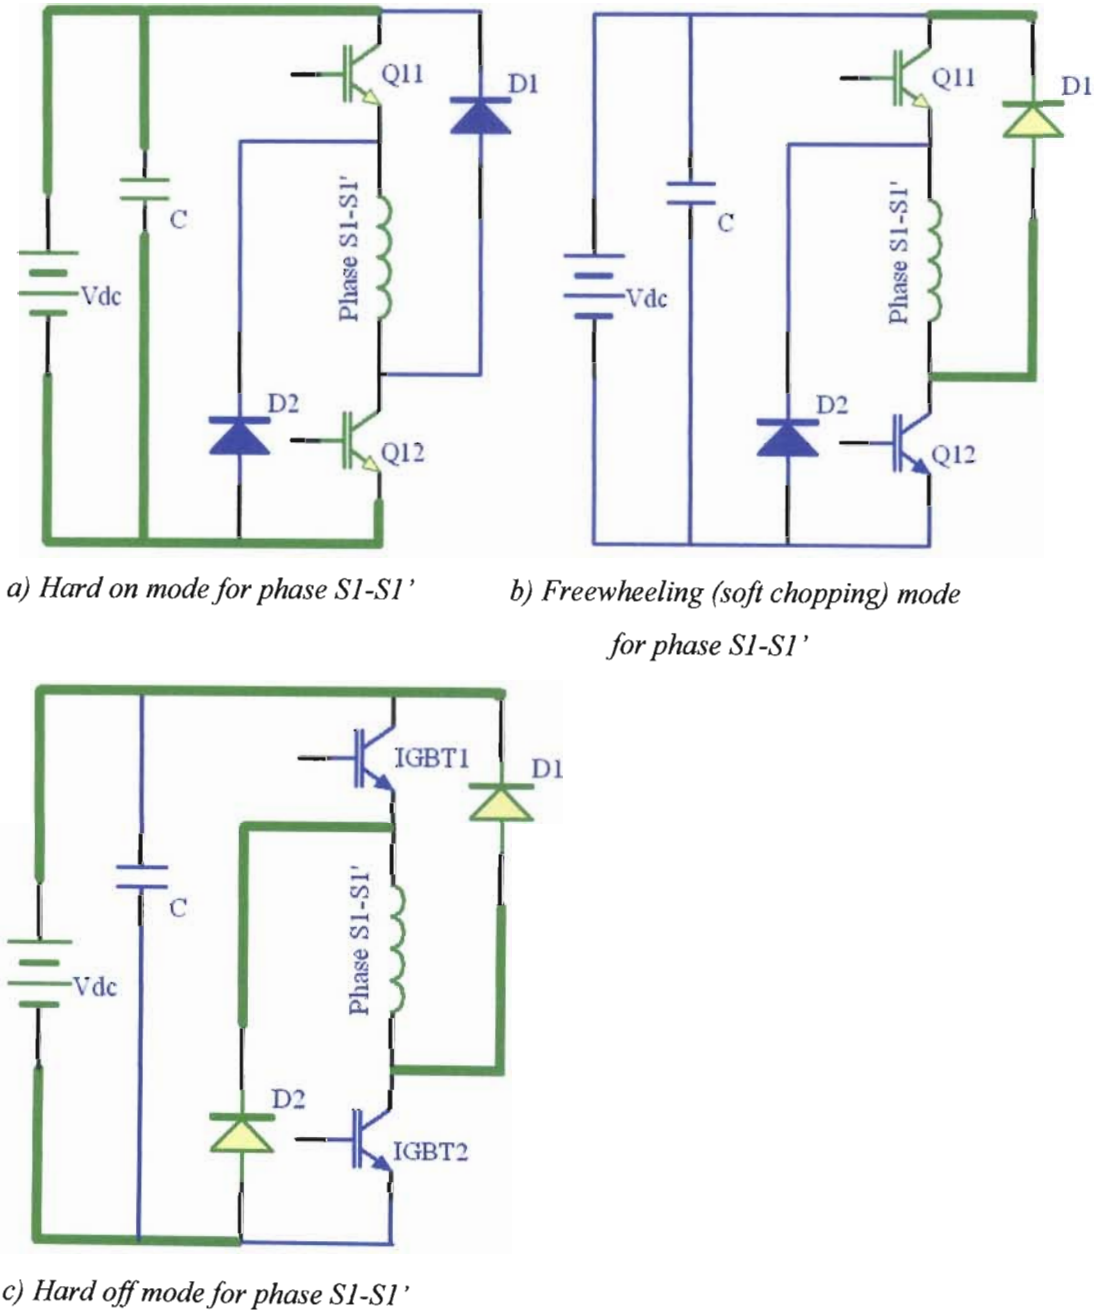 Q11
D1
C
Phase S1-S1'
Vdc
D2
Q12
a) Hard on mode for phase S1-S1’
Q11
D1
C
Phase S1-S1'
Vdc
D2
Q12
b) Freewheeling (soft chopping) mode
for phase S1-S1’
IGBT1
D1
C
Phase S1-S1'
Vdc
D2
IGBT2
c) Hard off mode for phase S1-S1’